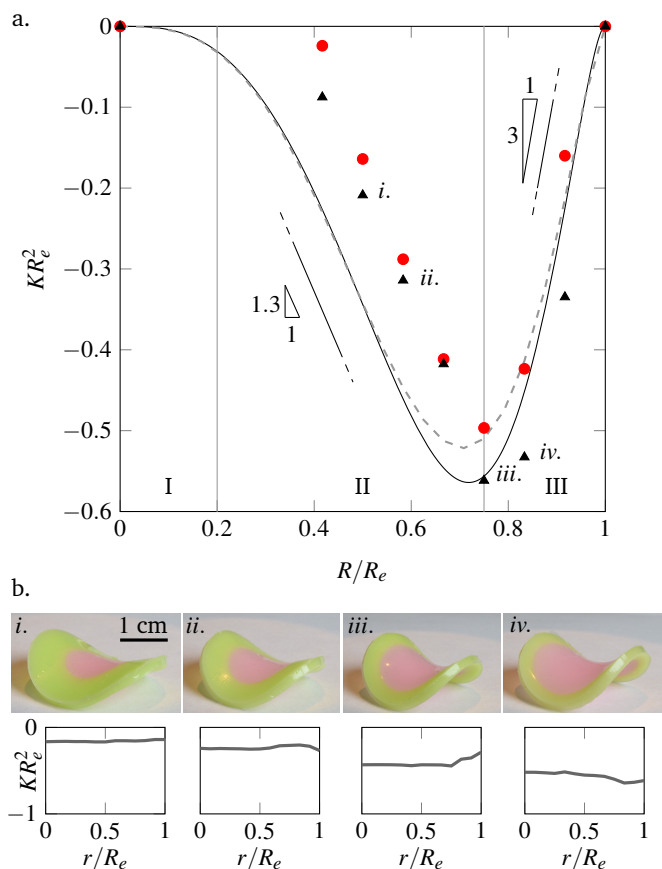 a.
0
−0.1
−0.2
−0.3
−0.4
−0.5
−0.6
KR_e^2
1
3
1.3
1
i.
ii.
iii.
iv.
I
II
III
0
0.2
0.4
0.6
0.8
1
R/R_e
b.
i.
1 cm
ii.
iii.
iv.
0
−1
KR_e^2
0 0.5 1
0 0.5 1
0 0.5 1
0 0.5 1
r/R_e
r/R_e
r/R_e
r/R_e